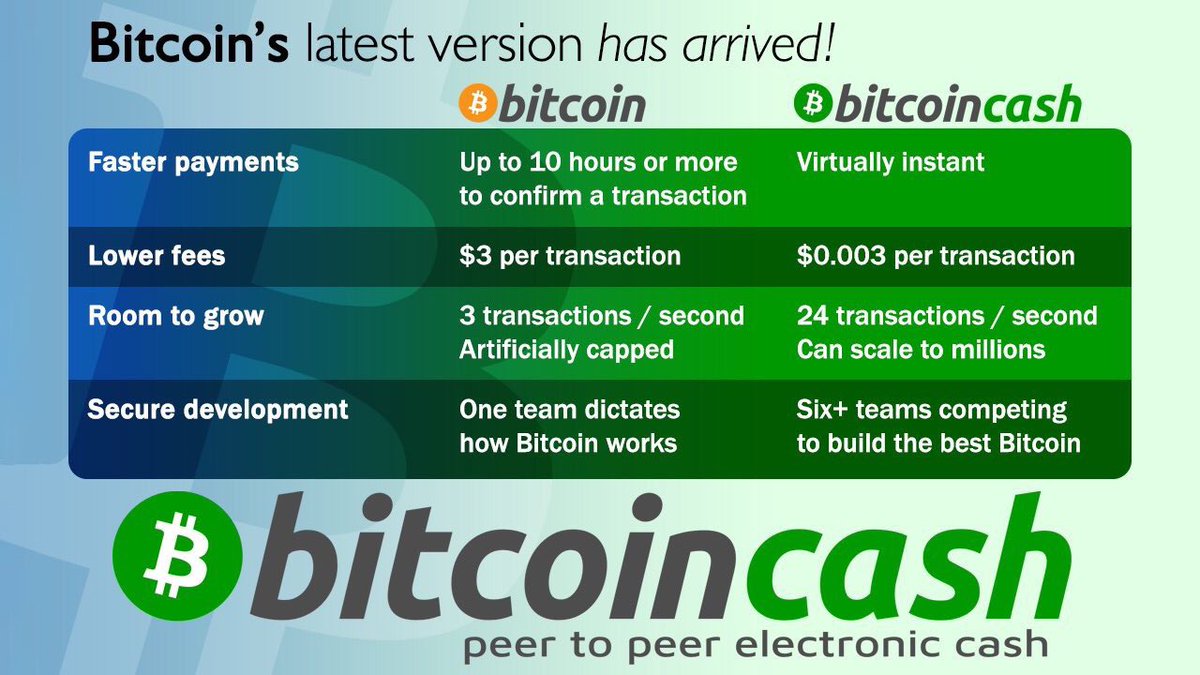 Bitcoin's latest version has arrived!
bitcoin bitcoincash
Faster payments
Up to 10 hours or more
to confirm a transaction
Virtually instant
Lower fees
$3 per transaction
$0.003 per transaction
Room to grow
3 transactions / second
Artificially capped
24 transactions / second
Can scale to millions
Secure development
One team dictates
how Bitcoin works
Six+ teams competing
to build the best Bitcoin
bitcoincash
peer to peer electronic cash